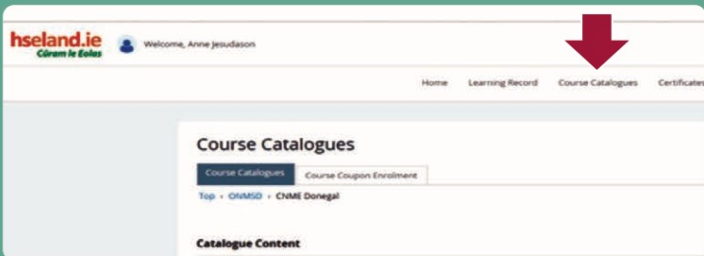 hseland.ie
Cúram le Eolas
Welcome, Anne Jesudason
Home Learning Record Course Catalogues Certificates
Course Catalogues
Course Catalogues Course Coupon Enrolment
Top › ONMSD › CNME Donegal
Catalogue Content